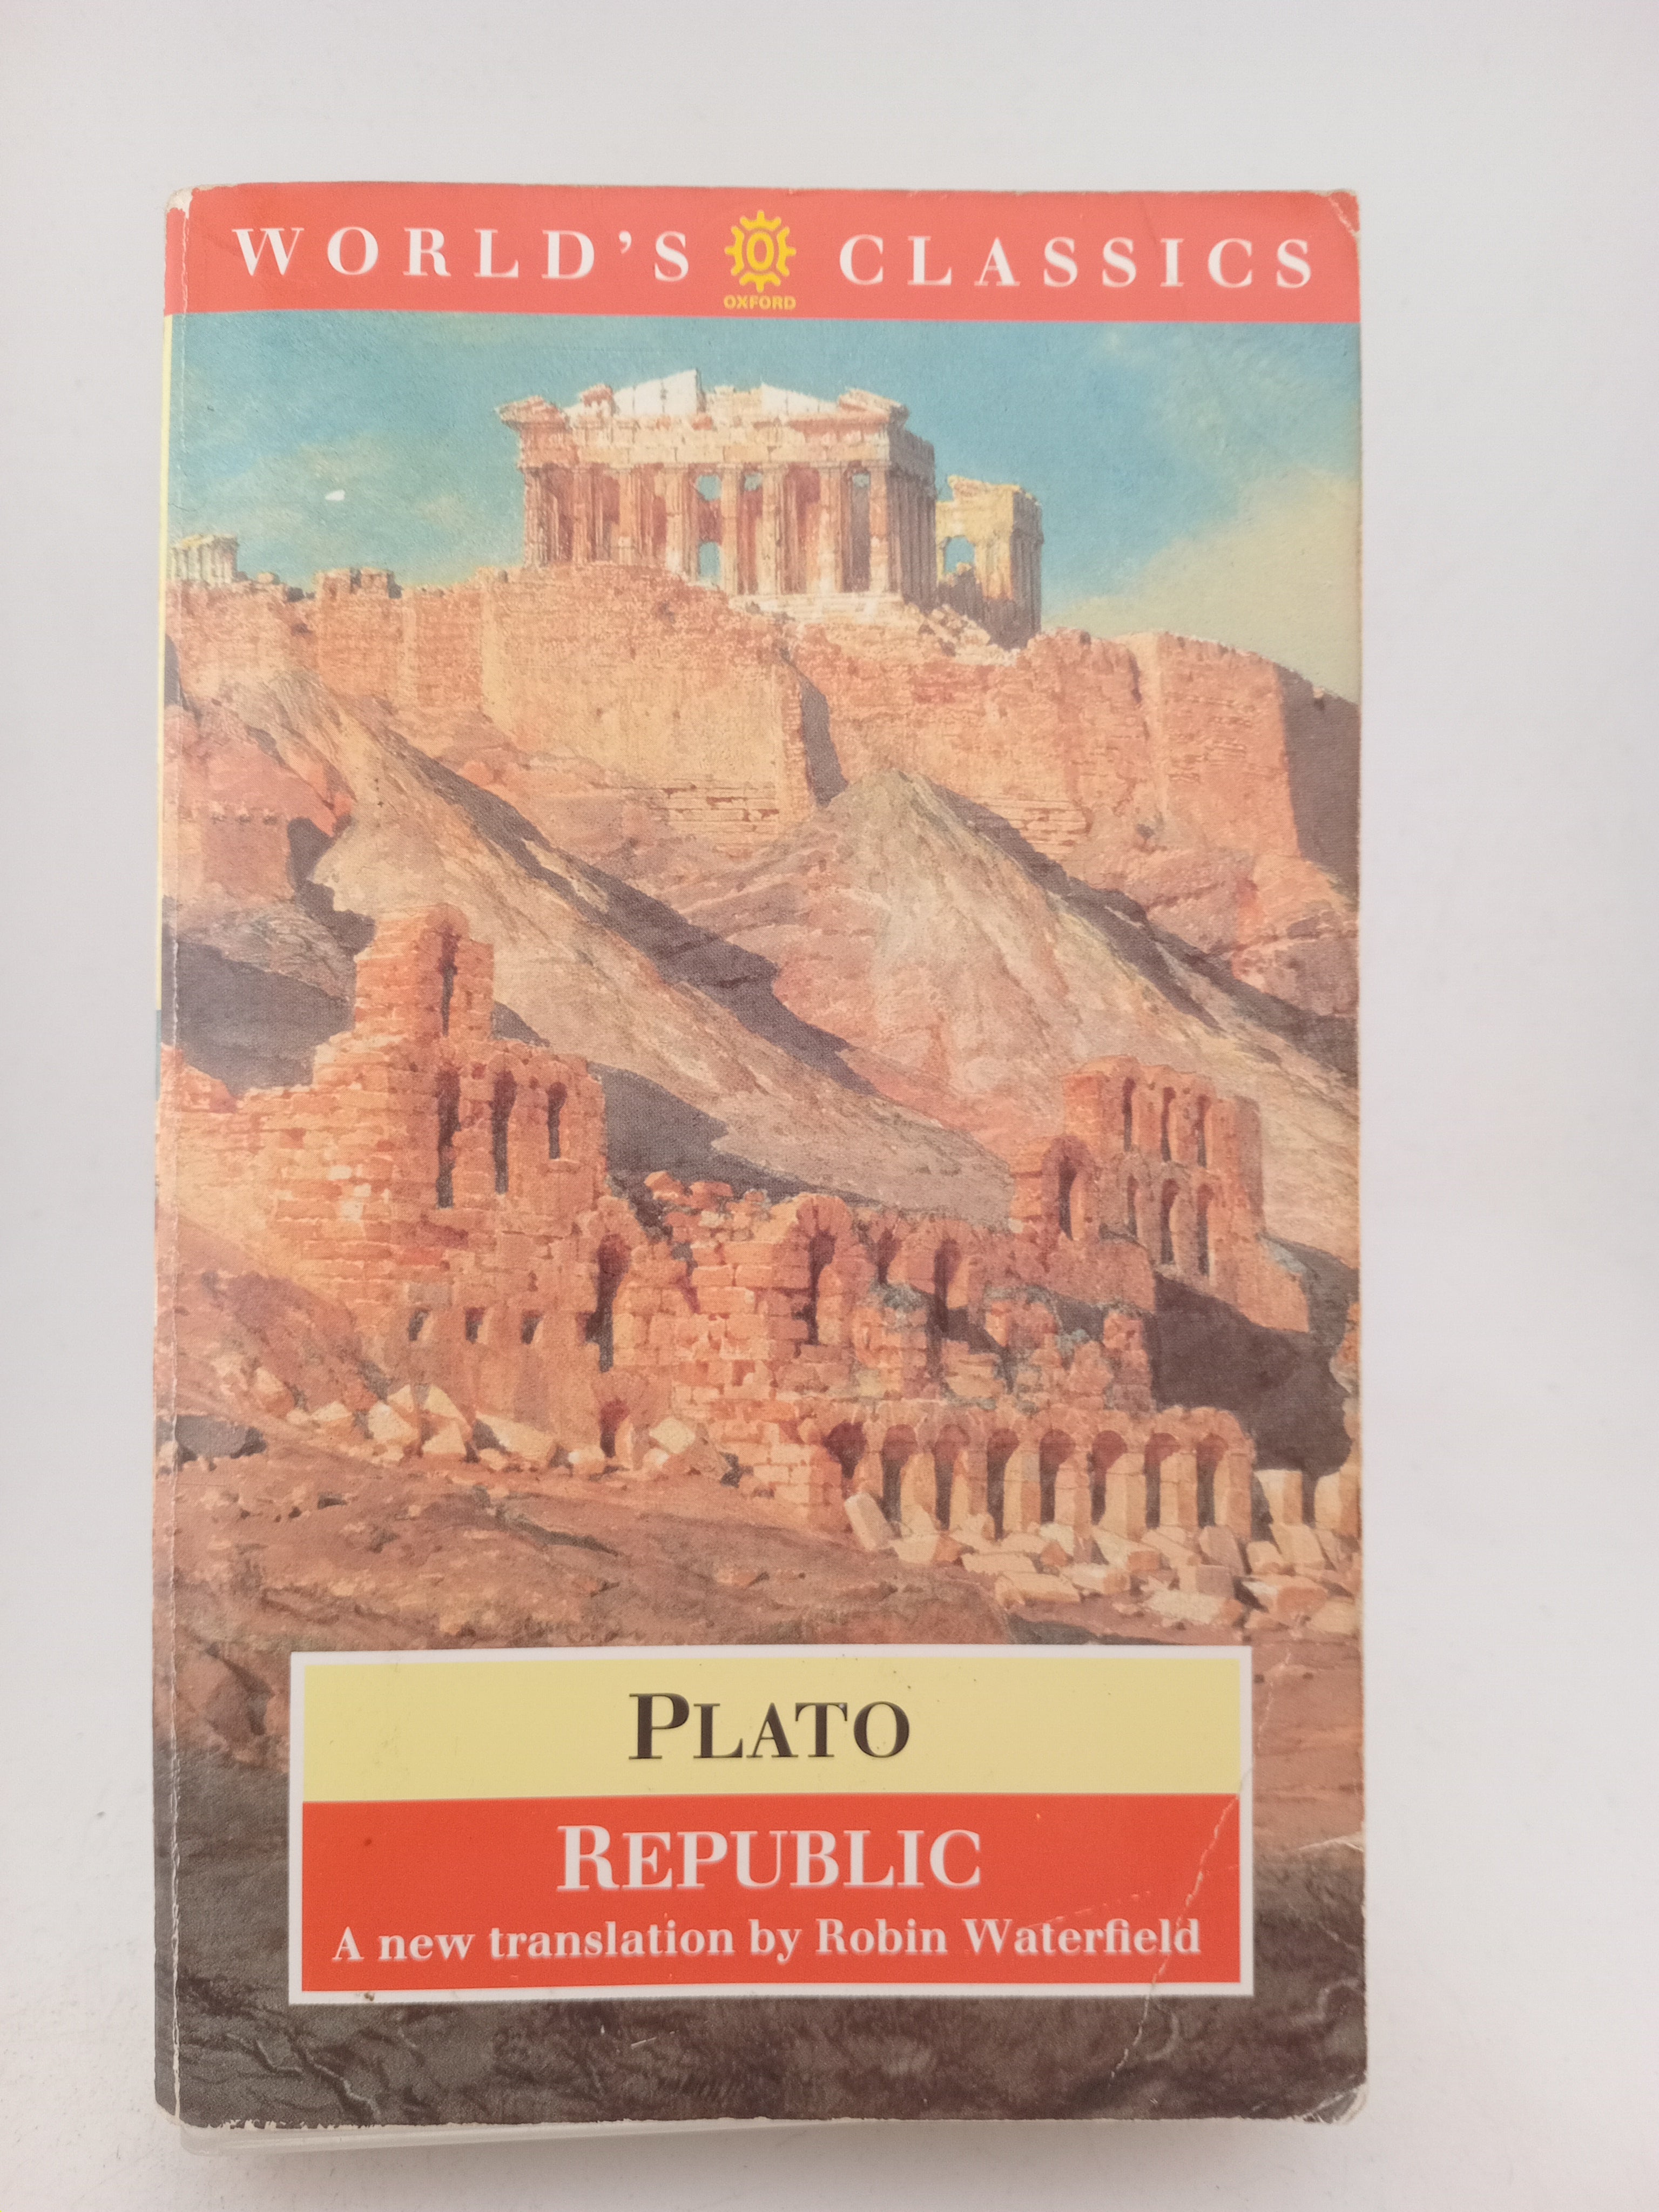 WORLD'S CLASSICS
OXFORD
PLATO
REPUBLIC
A new translation by Robin Waterfield